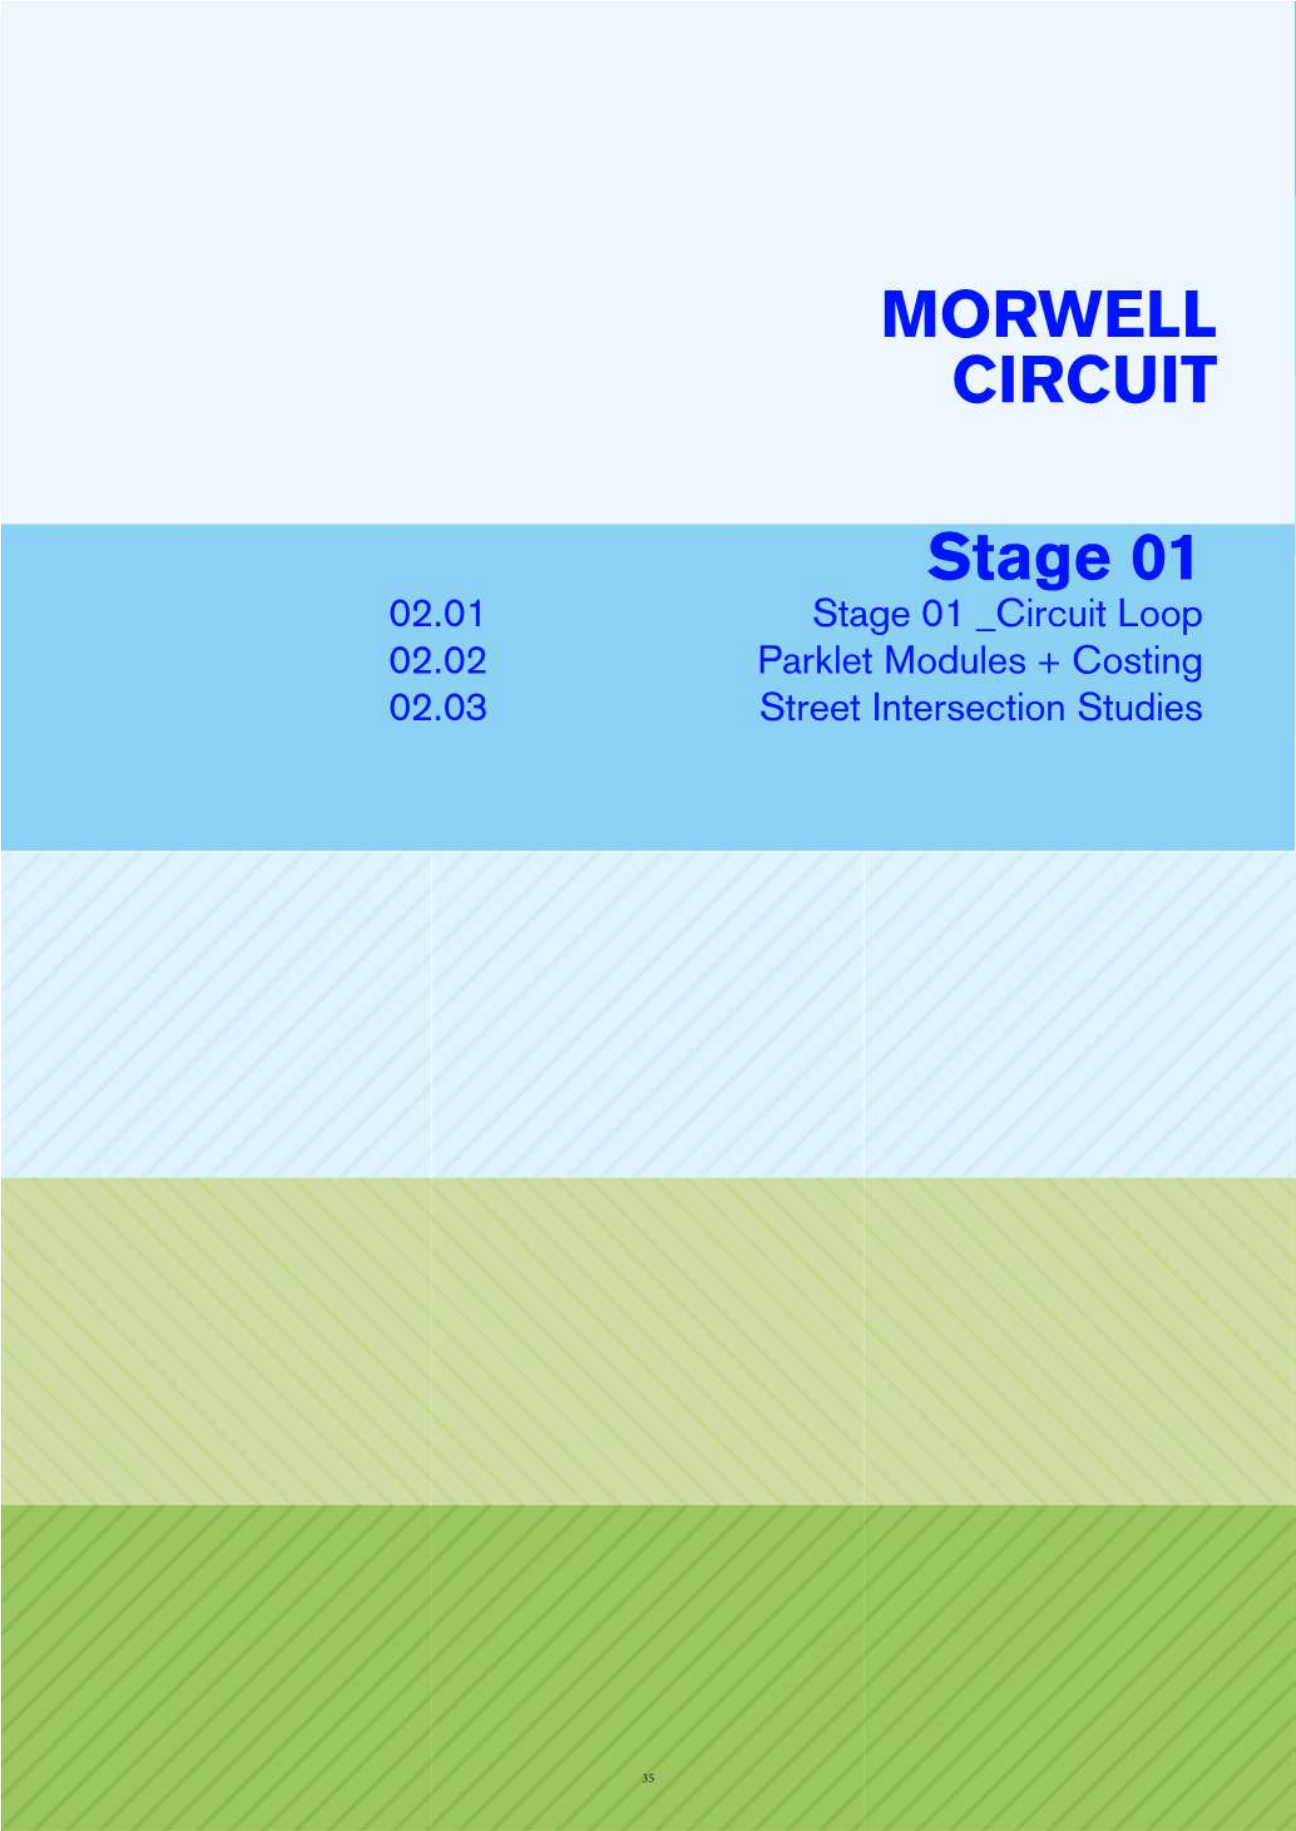 MORWELL
CIRCUIT
Stage 01
02.01 Stage 01 _Circuit Loop
02.02 Parklet Modules + Costing
02.03 Street Intersection Studies
35